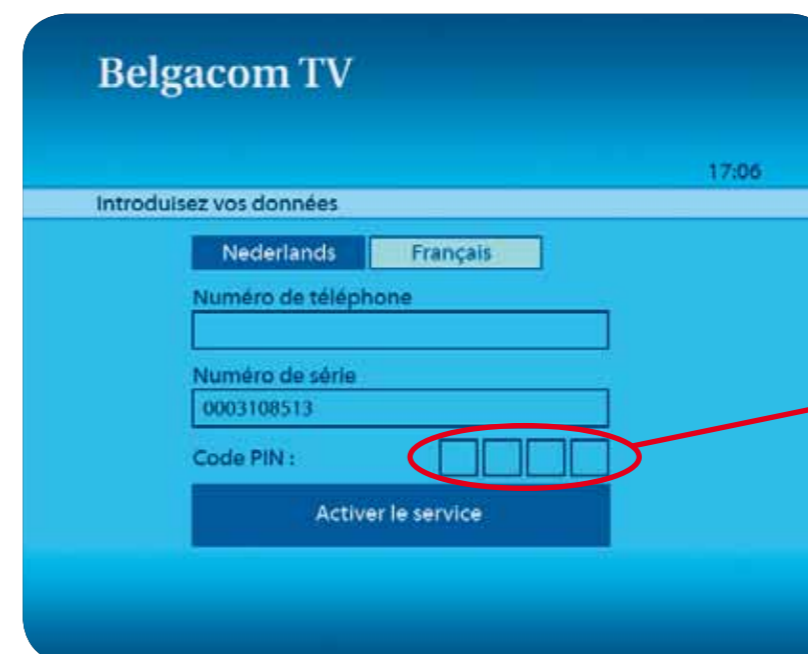 Belgacom TV
17:06
Introduisez vos données
Nederlands Français
Numéro de téléphone
Numéro de série
0003108513
Code PIN :
Activer le service